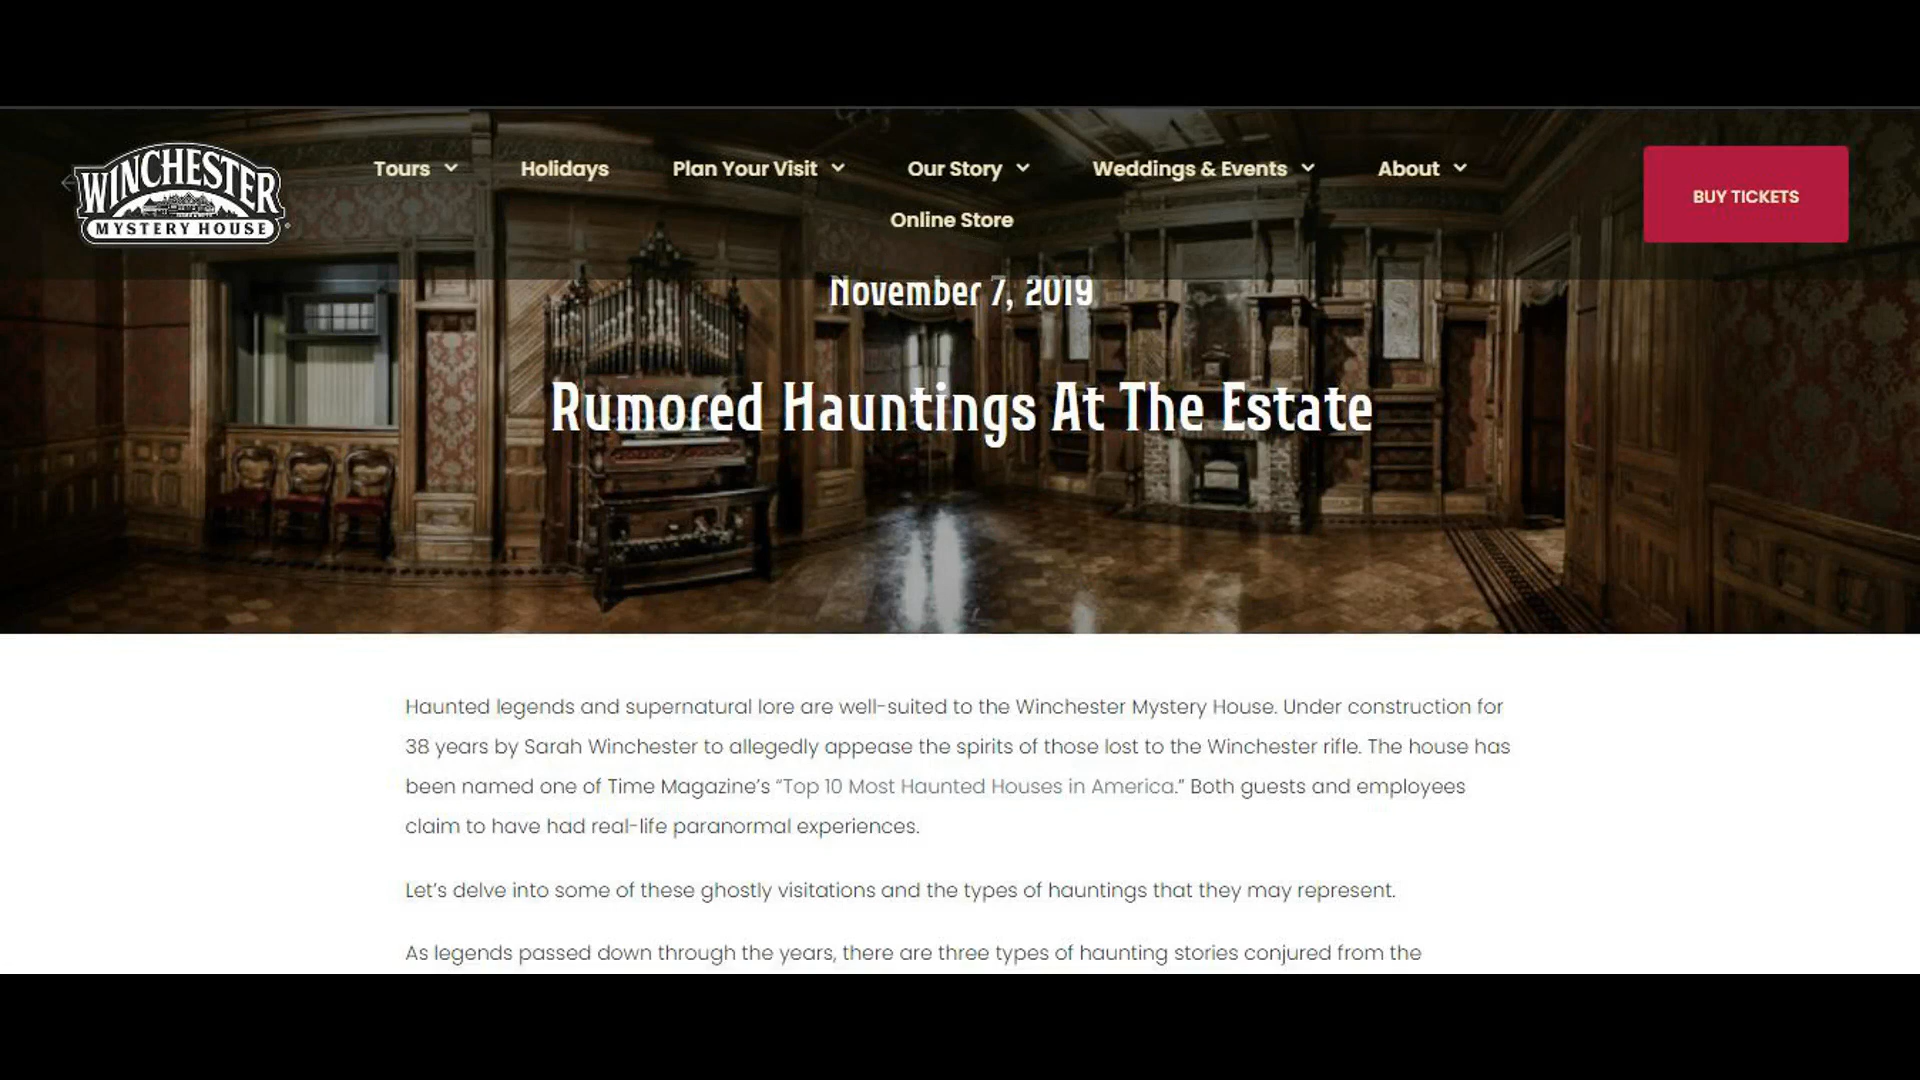 WINCHESTER
MYSTERY HOUSE
Tours
Holidays
Plan Your Visit
Our Story
Weddings & Events
About
Online Store
BUY TICKETS
November 7, 2019
Rumored Hauntings At The Estate
Haunted legends and supernatural lore are well-suited to the Winchester Mystery House. Under construction for
38 years by Sarah Winchester to allegedly appease the spirits of those lost to the Winchester rifle. The house has
been named one of Time Magazine’s “Top 10 Most Haunted Houses in America.” Both guests and employees
claim to have had real-life paranormal experiences.
Let’s delve into some of these ghostly visitations and the types of hauntings that they may represent.
As legends passed down through the years, there are three types of haunting stories conjured from the